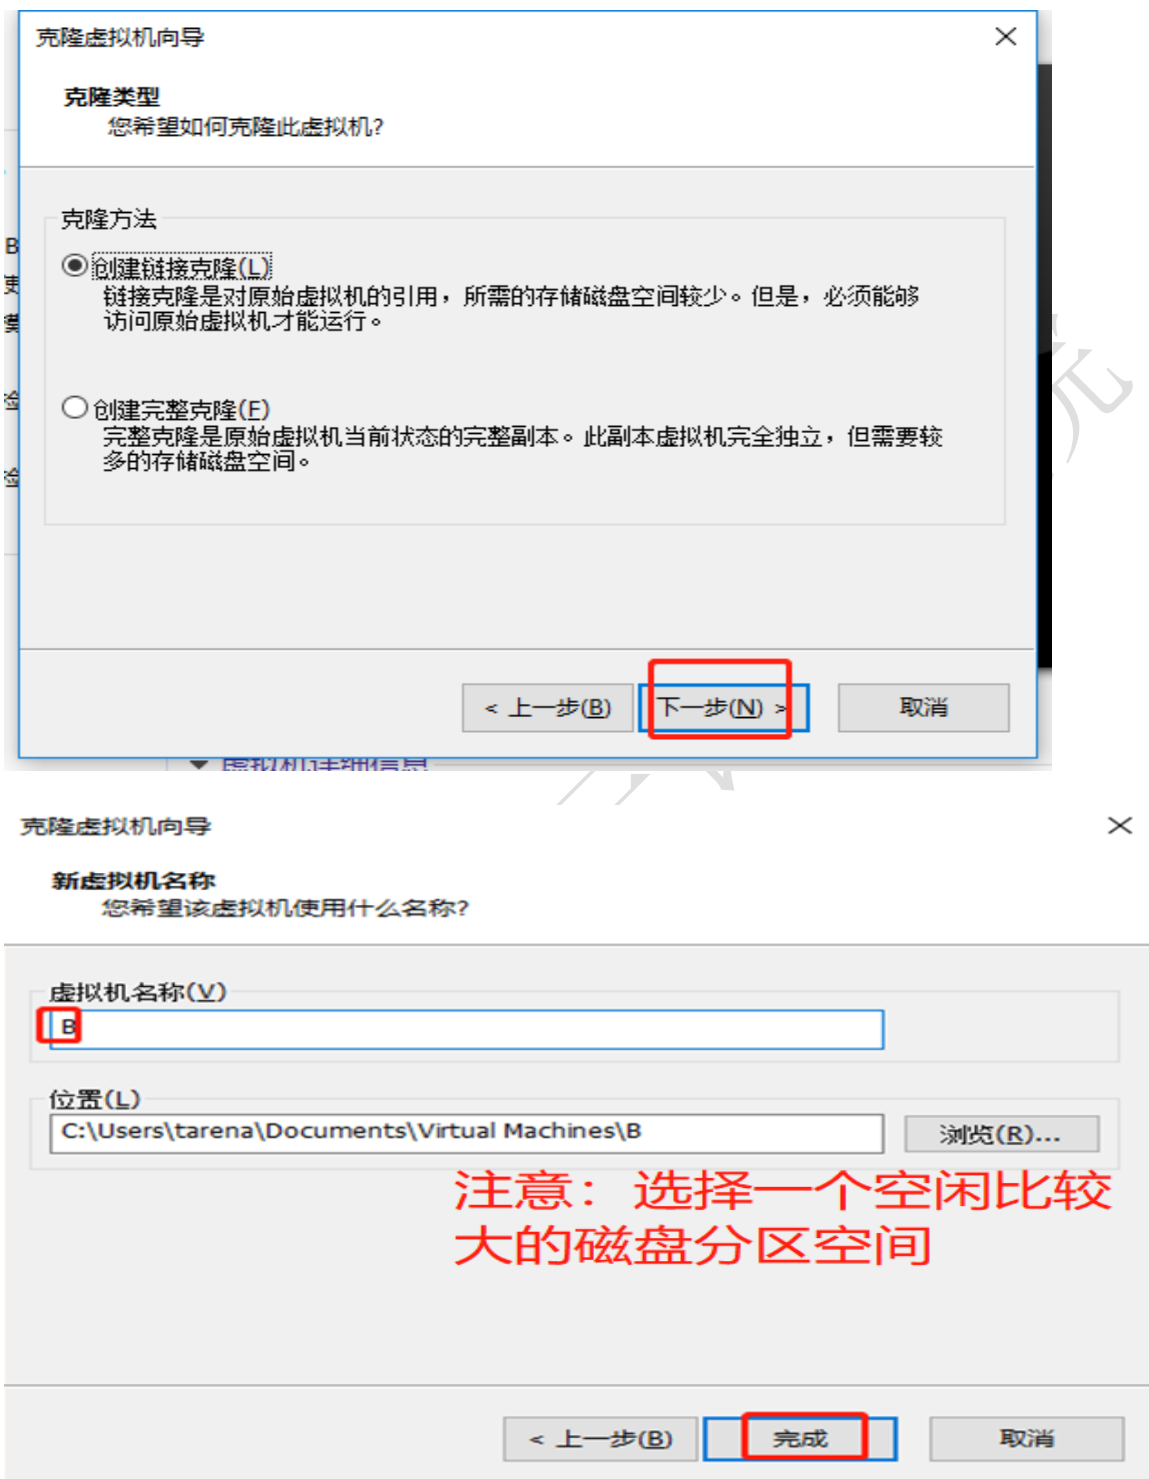 克隆虚拟机向导
克隆类型
您希望如何克隆此虚拟机?
克隆方法
创建链接克隆(L)
链接克隆是对原始虚拟机的引用，所需的存储磁盘空间较少。但是，必须能够
访问原始虚拟机才能运行。
创建完整克隆(F)
完整克隆是原始虚拟机当前状态的完整副本。此副本虚拟机完全独立，但需要较
多的存储磁盘空间。
< 上一步(B) 下一步(N) > 取消
虚拟机详细信息
克隆虚拟机向导
新虚拟机名称
您希望该虚拟机使用什么名称?
虚拟机名称(V)
B
位置(L)
C:\Users\tarena\Documents\Virtual Machines\B
浏览(R)...
注意：选择一个空闲比较
大的磁盘分区空间
< 上一步(B) 完成 取消